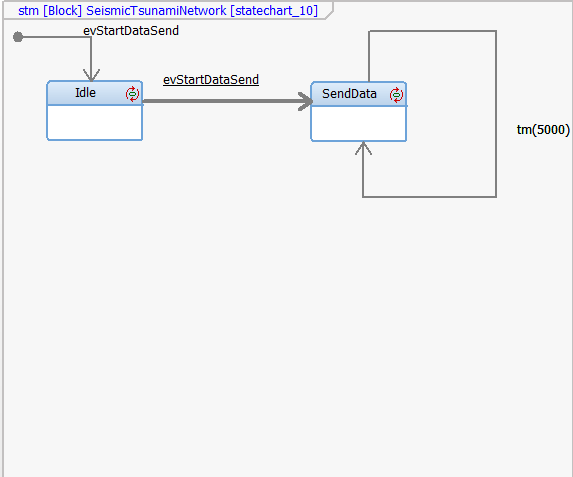 stm [Block] SeismicTsunamiNetwork [statechart_10]
evStartDataSend
evStartDataSend
Idle
SendData
tm(5000)